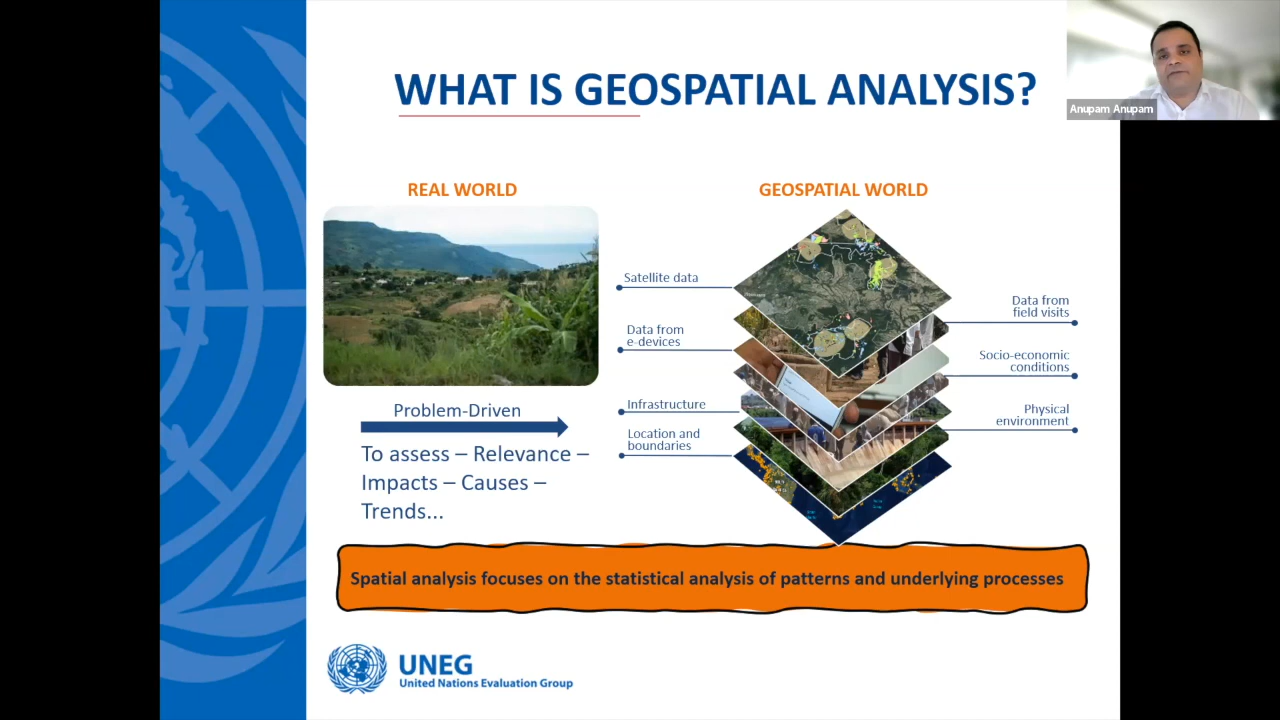 WHAT IS GEOSPATIAL ANALYSIS?
Anupam Anupam
REAL WORLD
GEOSPATIAL WORLD
Satellite data
Data from
e-devices
Infrastructure
Location and
boundaries
Data from
field visits
Socio-economic
conditions
Physical
environment
Problem-Driven
To assess – Relevance –
Impacts – Causes –
Trends...
Spatial analysis focuses on the statistical analysis of patterns and underlying processes
UNEG
United Nations Evaluation Group